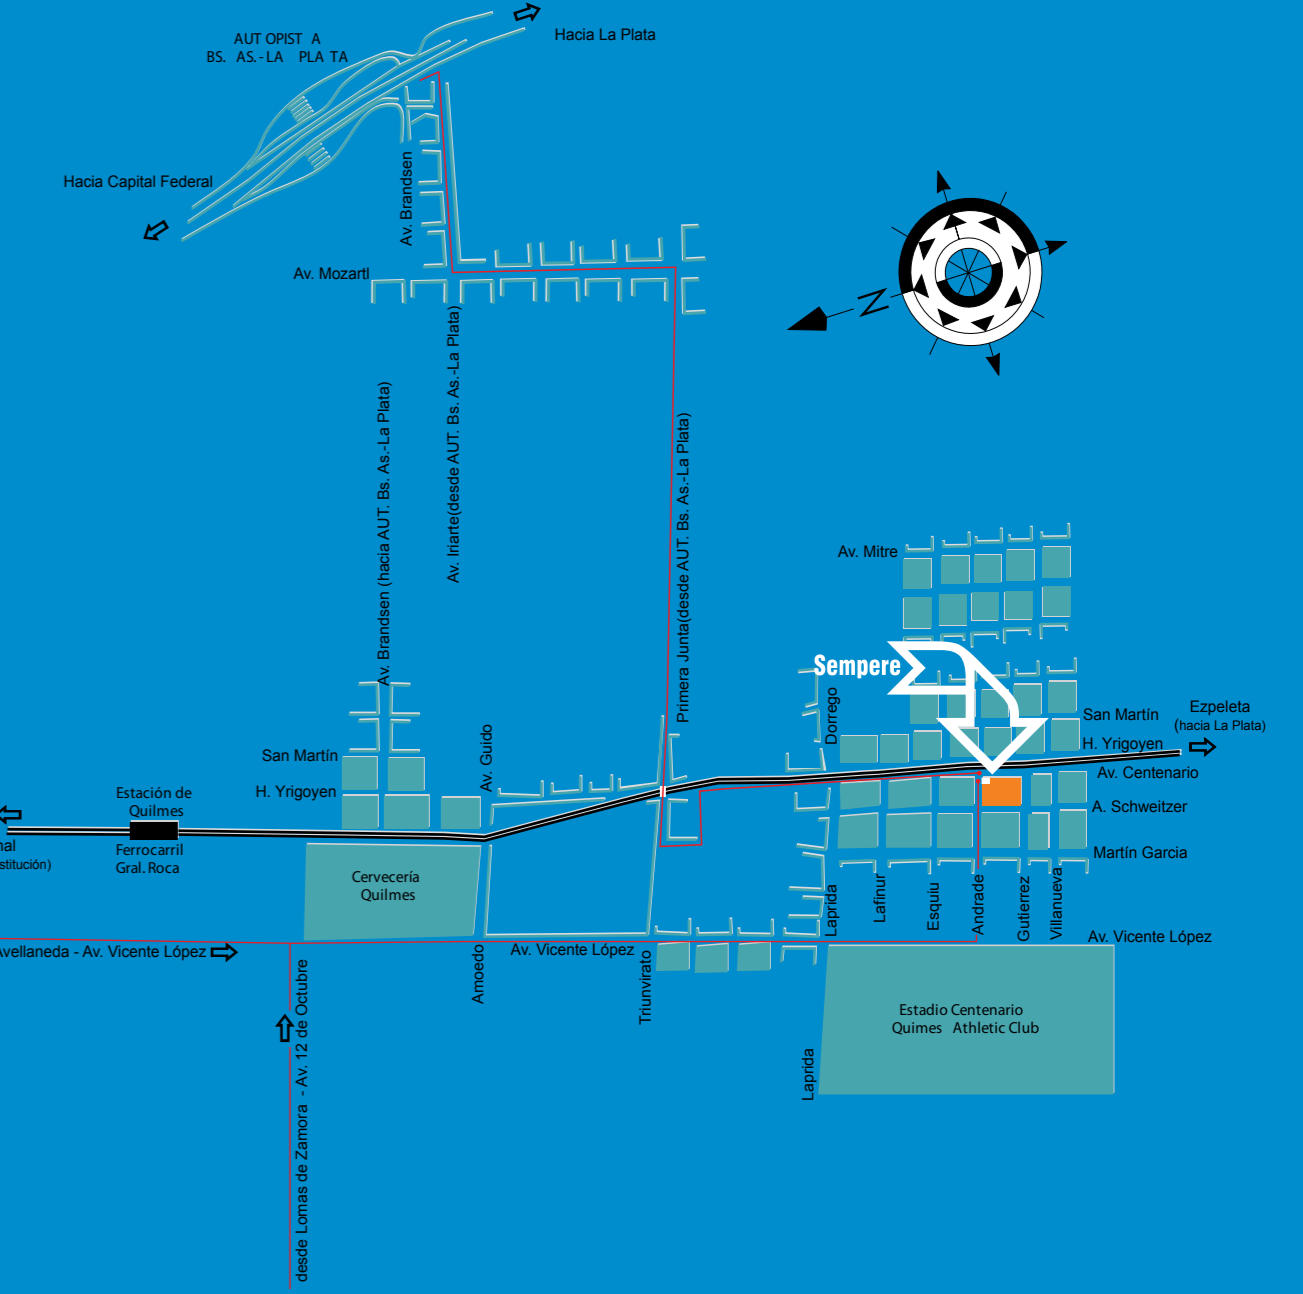 AUT OPIST A
BS. AS.-LA PLA TA
Hacia La Plata
Hacia Capital Federal
Av. Brandsen
Av. Mozartl
N
Av. Brandsen (hacia AUT. Bs. As.-La Plata)
Av. Iriarte(desde AUT. Bs. As.-La Plata)
Primera Junta(desde AUT. Bs. As.-La Plata)
Av. Mitre
Sempere
Dorrego
San Martín
H. Yrigoyen
Ezpeleta
(hacia La Plata)
Av. Centenario
A. Schweitzer
Martín Garcia
San Martín
H. Yrigoyen
Av. Guido
Estación de
Quilmes
Ferrocarril
Gral. Roca
nal
stitución)
Cervecería
Quilmes
Laprida
Lafinur
Esquiu
Andrade
Gutierrez
Villanueva
Av. Vicente López
Avellaneda - Av. Vicente López
Av. Vicente López
Amoedo
Triunvirato
desde Lomas de Zamora - Av. 12 de Octubre
Estadio Centenario
Quimes Athletic Club
Laprida